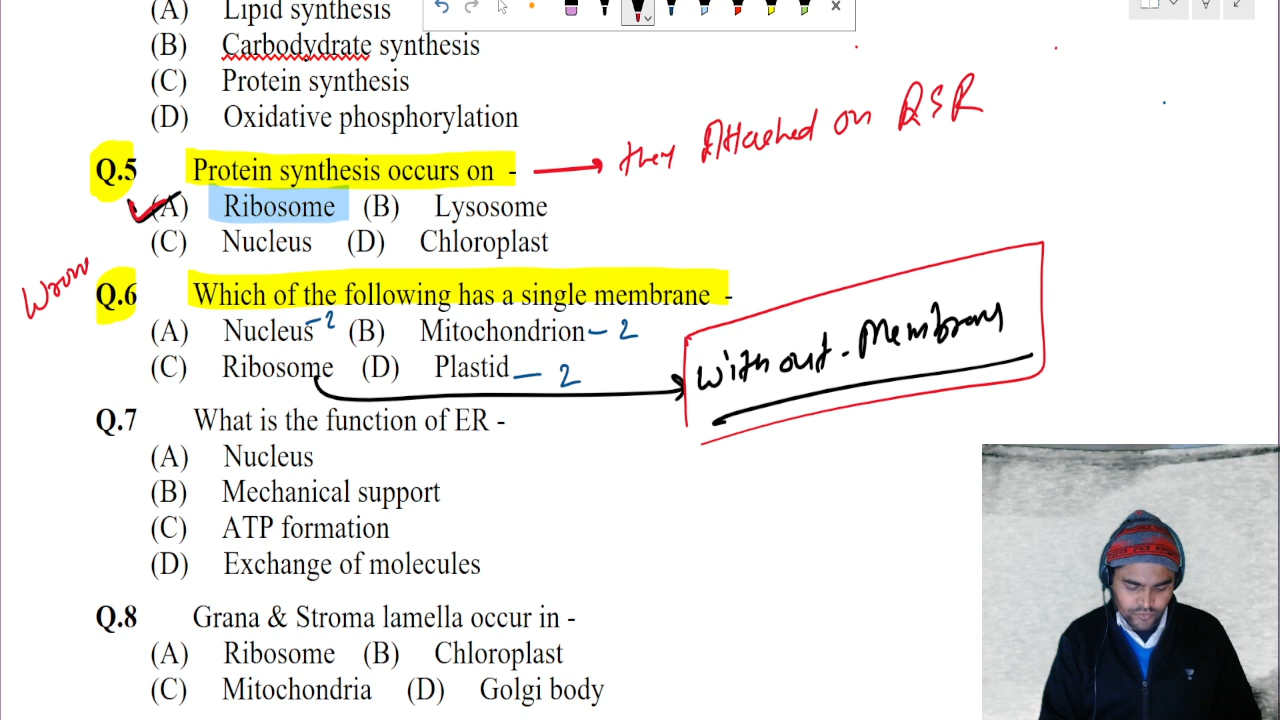 (A) Lipid synthesis
(B) Carbodydrate synthesis
(C) Protein synthesis
(D) Oxidative phosphorylation
Q.5 Protein synthesis occurs on - they Attached on RSR
(A) Ribosome (B) Lysosome
(C) Nucleus (D) Chloroplast
Wron
Q.6 Which of the following has a single membrane -
(A) Nucleus -2 (B) Mitochondrion - 2
(C) Ribosome (D) Plastid - 2
without - Membrany
Q.7 What is the function of ER -
(A) Nucleus
(B) Mechanical support
(C) ATP formation
(D) Exchange of molecules
Q.8 Grana & Stroma lamella occur in -
(A) Ribosome (B) Chloroplast
(C) Mitochondria (D) Golgi body